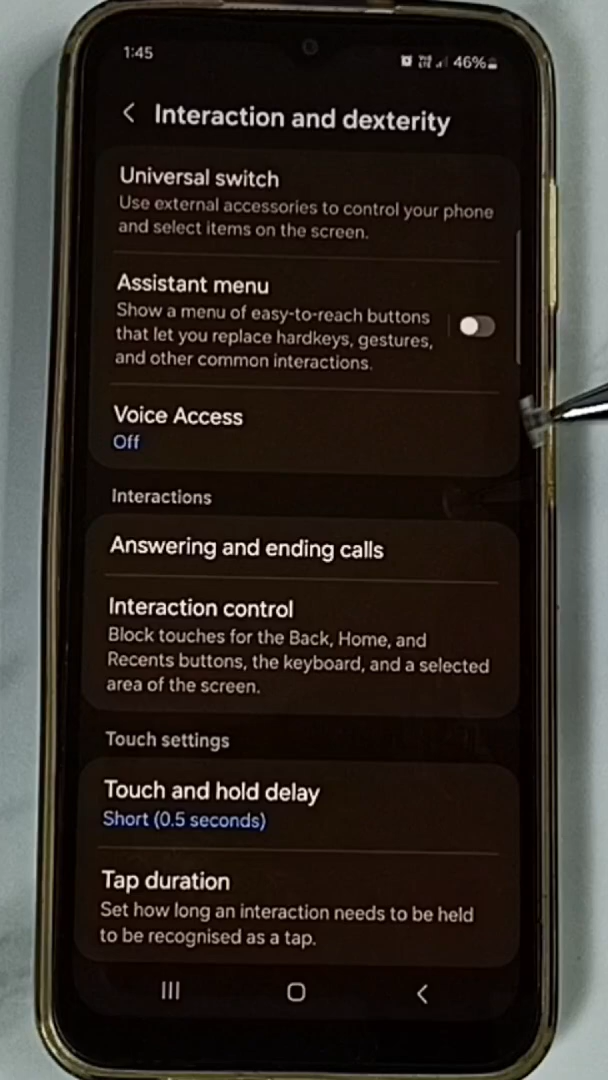 1:45
46%
Interaction and dexterity
Universal switch
Use external accessories to control your phone
and select items on the screen.
Assistant menu
Show a menu of easy-to-reach buttons
that let you replace hardkeys, gestures,
and other common interactions.
Voice Access
Off
Interactions
Answering and ending calls
Interaction control
Block touches for the Back, Home, and
Recents buttons, the keyboard, and a selected
area of the screen.
Touch settings
Touch and hold delay
Short (0.5 seconds)
Tap duration
Set how long an interaction needs to be held
to be recognised as a tap.